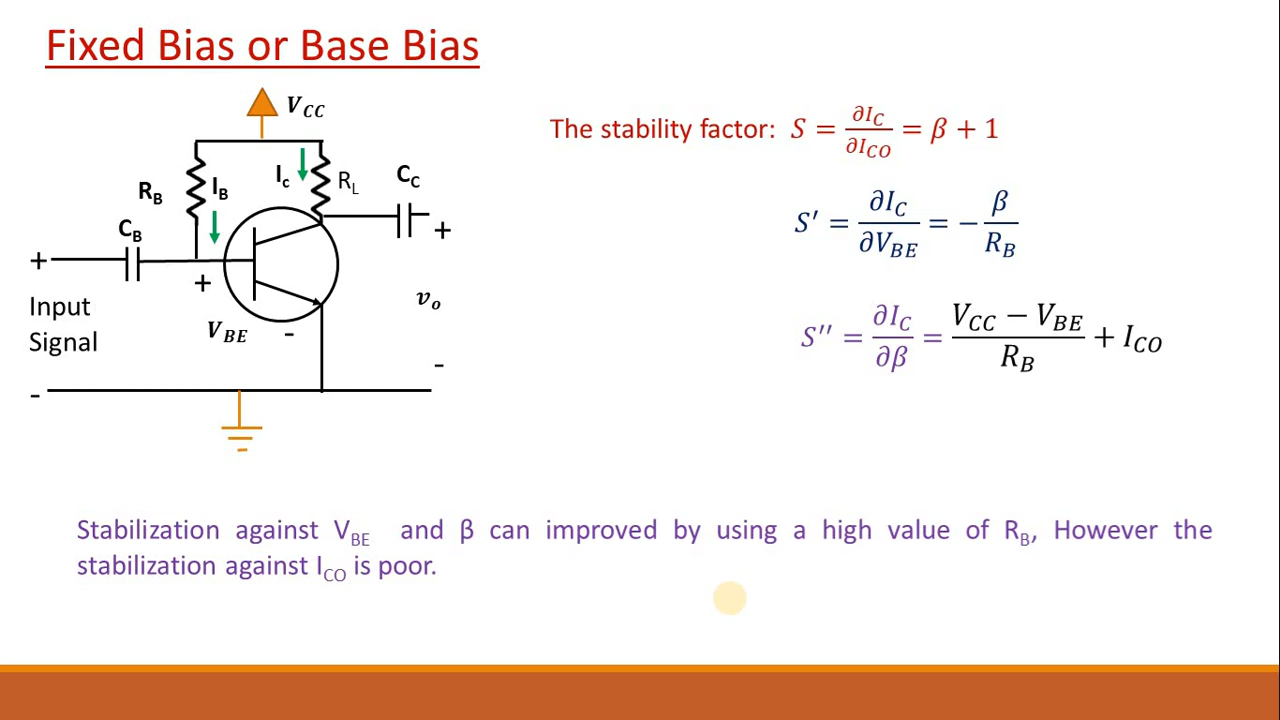 Fixed Bias or Base Bias
V_CC
The stability factor: S = ∂I_C/∂I_CO = β + 1
R_B I_B I_c R_L C_C
S′ = ∂I_C/∂V_BE = − β/R_B
C_B
+ + +
Input
Signal
V_BE - v_o
S′′ = ∂I_C/∂β = (V_CC − V_BE)/R_B + I_CO
- -
Stabilization against V_BE and β can improved by using a high value of R_B, However the
stabilization against I_CO is poor.